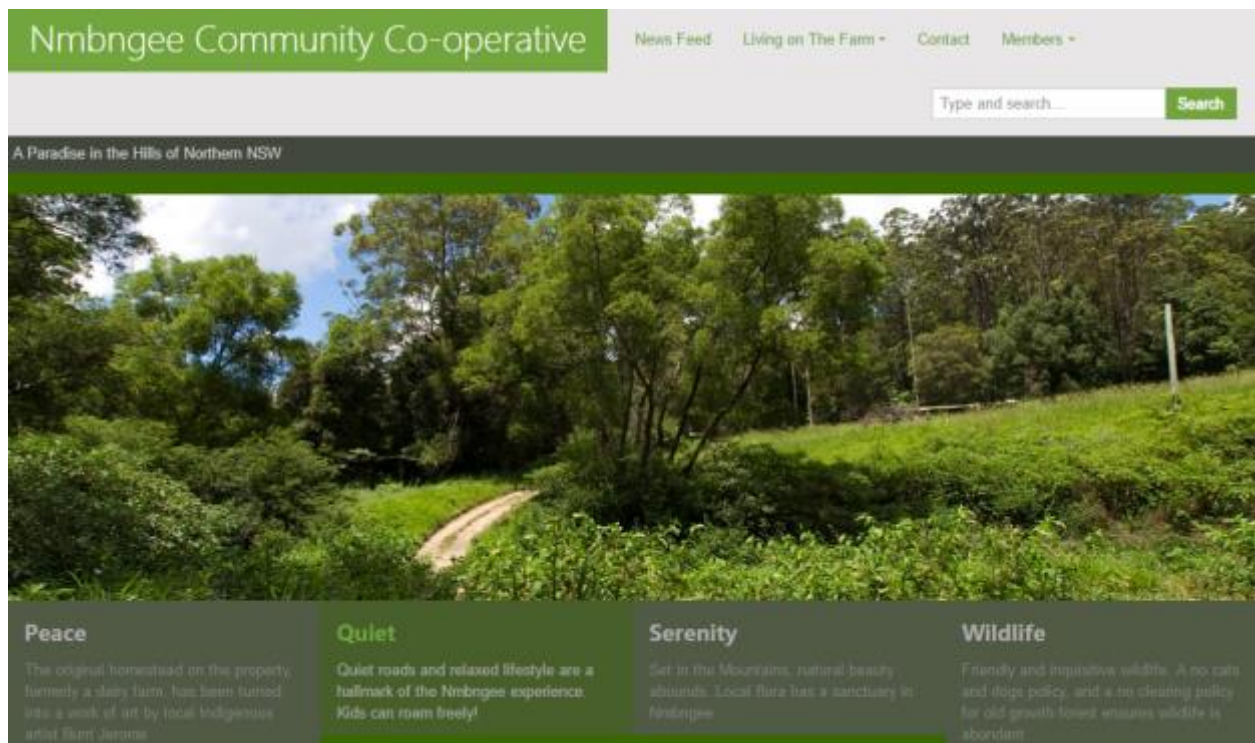 Nmbngee Community Co-operative
News Feed Living on The Farm Contact Members
Type and search... Search
A Paradise in the Hills of Northern NSW
Peace
The original homestead on the property,
formerly a dairy farm, has been turned
into a work of art by local Indigenous
artist Jerome
Quiet
Quiet roads and relaxed lifestyle are a
hallmark of the Nmbngee experience.
Kids can roam freely!
Serenity
Set in the Mountains, natural beauty
abounds. Local flora has a sanctuary in
Nmbngee
Wildlife
Friendly and inquisitive wildlife. A no cats
and dogs policy, and a no clearing policy
for old growth forest ensures wildlife is
abundant